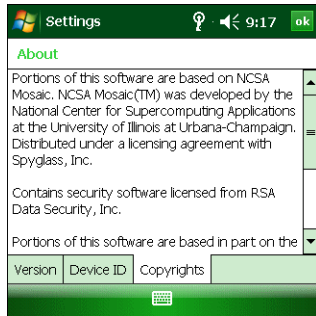 Settings 9:17 ok
About
Portions of this software are based on NCSA
Mosaic. NCSA Mosaic(TM) was developed by the
National Center for Supercomputing Applications
at the University of Illinois at Urbana-Champaign.
Distributed under a licensing agreement with
Spyglass, Inc.
Contains security software licensed from RSA
Data Security, Inc.
Portions of this software are based in part on the
Version Device ID Copyrights